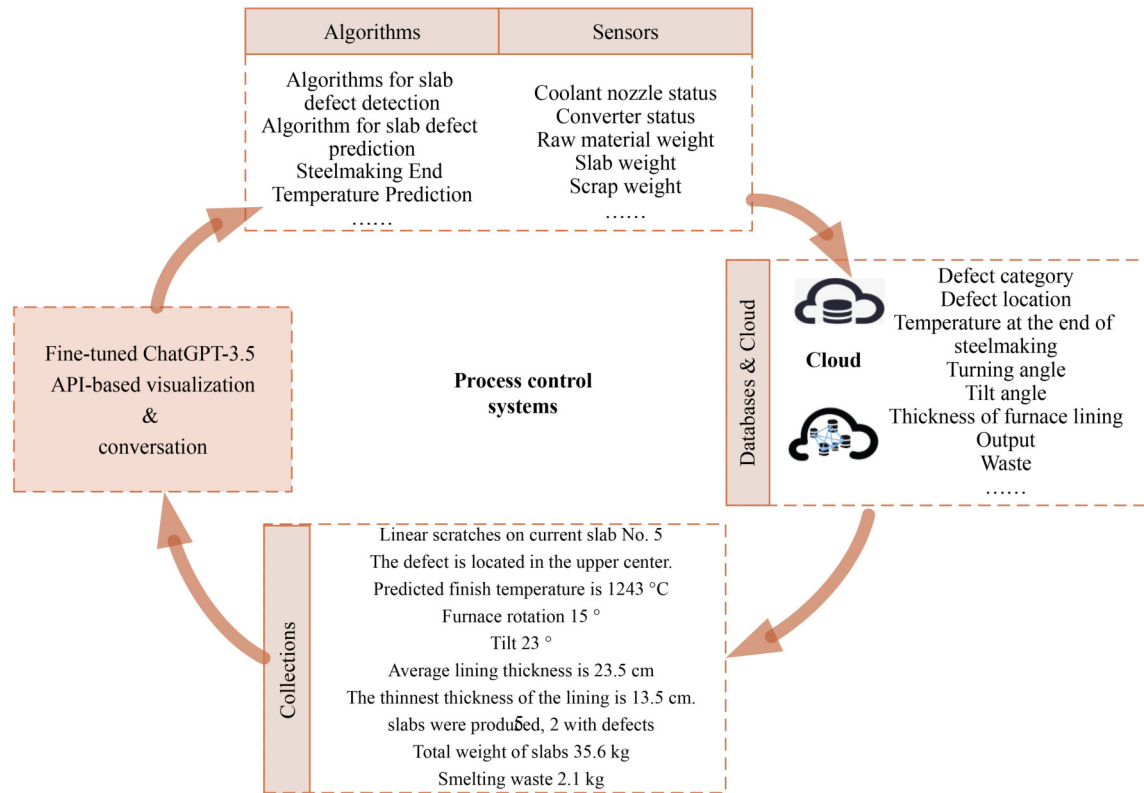 Algorithms
Sensors
Algorithms for slab
defect detection
Algorithm for slab defect
prediction
Steelmaking End
Temperature Prediction
……
Coolant nozzle status
Converter status
Raw material weight
Slab weight
Scrap weight
……
Databases & Cloud
Cloud
Defect category
Defect location
Temperature at the end of
steelmaking
Turning angle
Tilt angle
Thickness of furnace lining
Output
Waste
……
Fine-tuned ChatGPT-3.5
API-based visualization
&
conversation
Process control
systems
Collections
Linear scratches on current slab No. 5
The defect is located in the upper center.
Predicted finish temperature is 1243 °C
Furnace rotation 15 °
Tilt 23 °
Average lining thickness is 23.5 cm
The thinnest thickness of the lining is 13.5 cm.
5
slabs were produced, 2 with defects
Total weight of slabs 35.6 kg
Smelting waste 2.1 kg